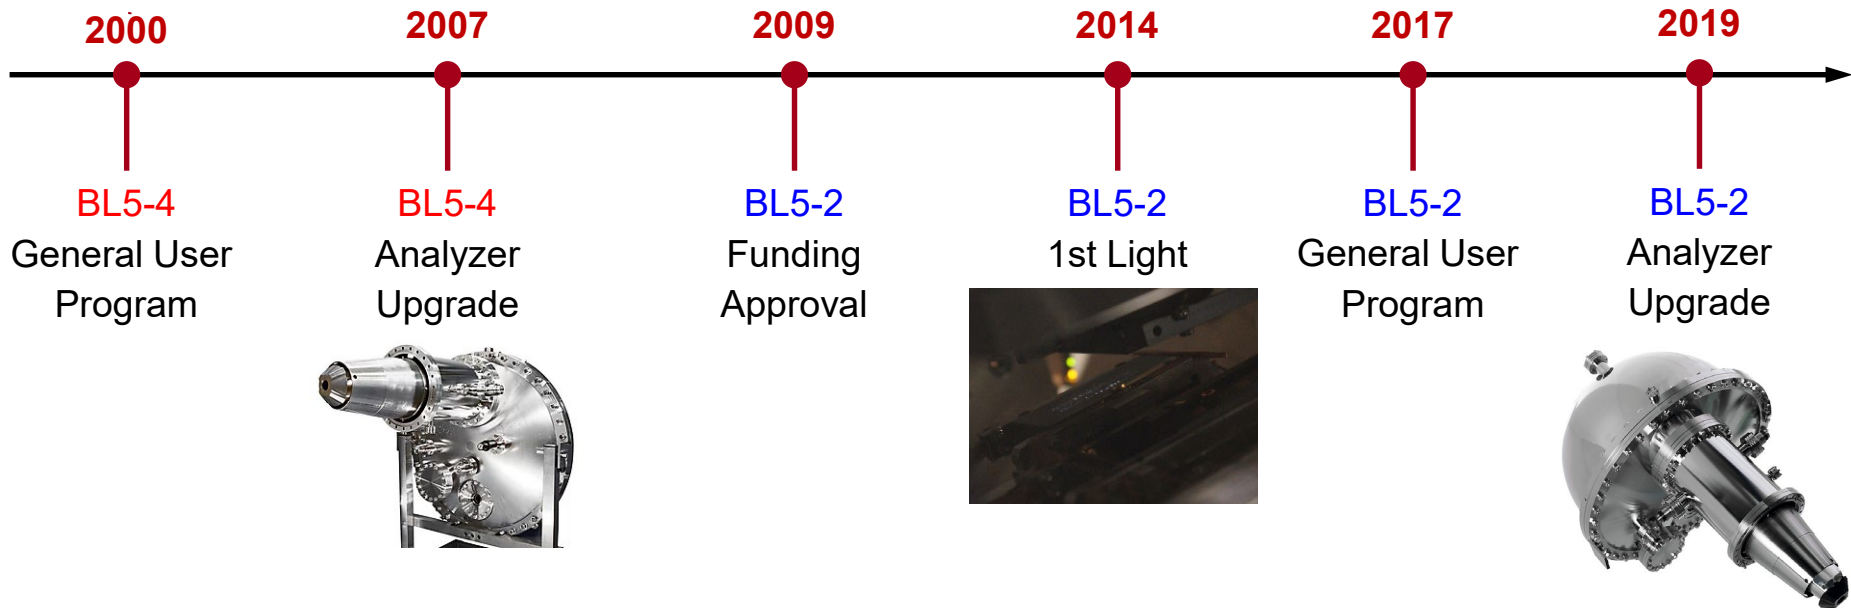 2000
2007
2009
2014
2017
2019
BL5-4
General User
Program
BL5-4
Analyzer
Upgrade
BL5-2
Funding
Approval
BL5-2
1st Light
BL5-2
General User
Program
BL5-2
Analyzer
Upgrade